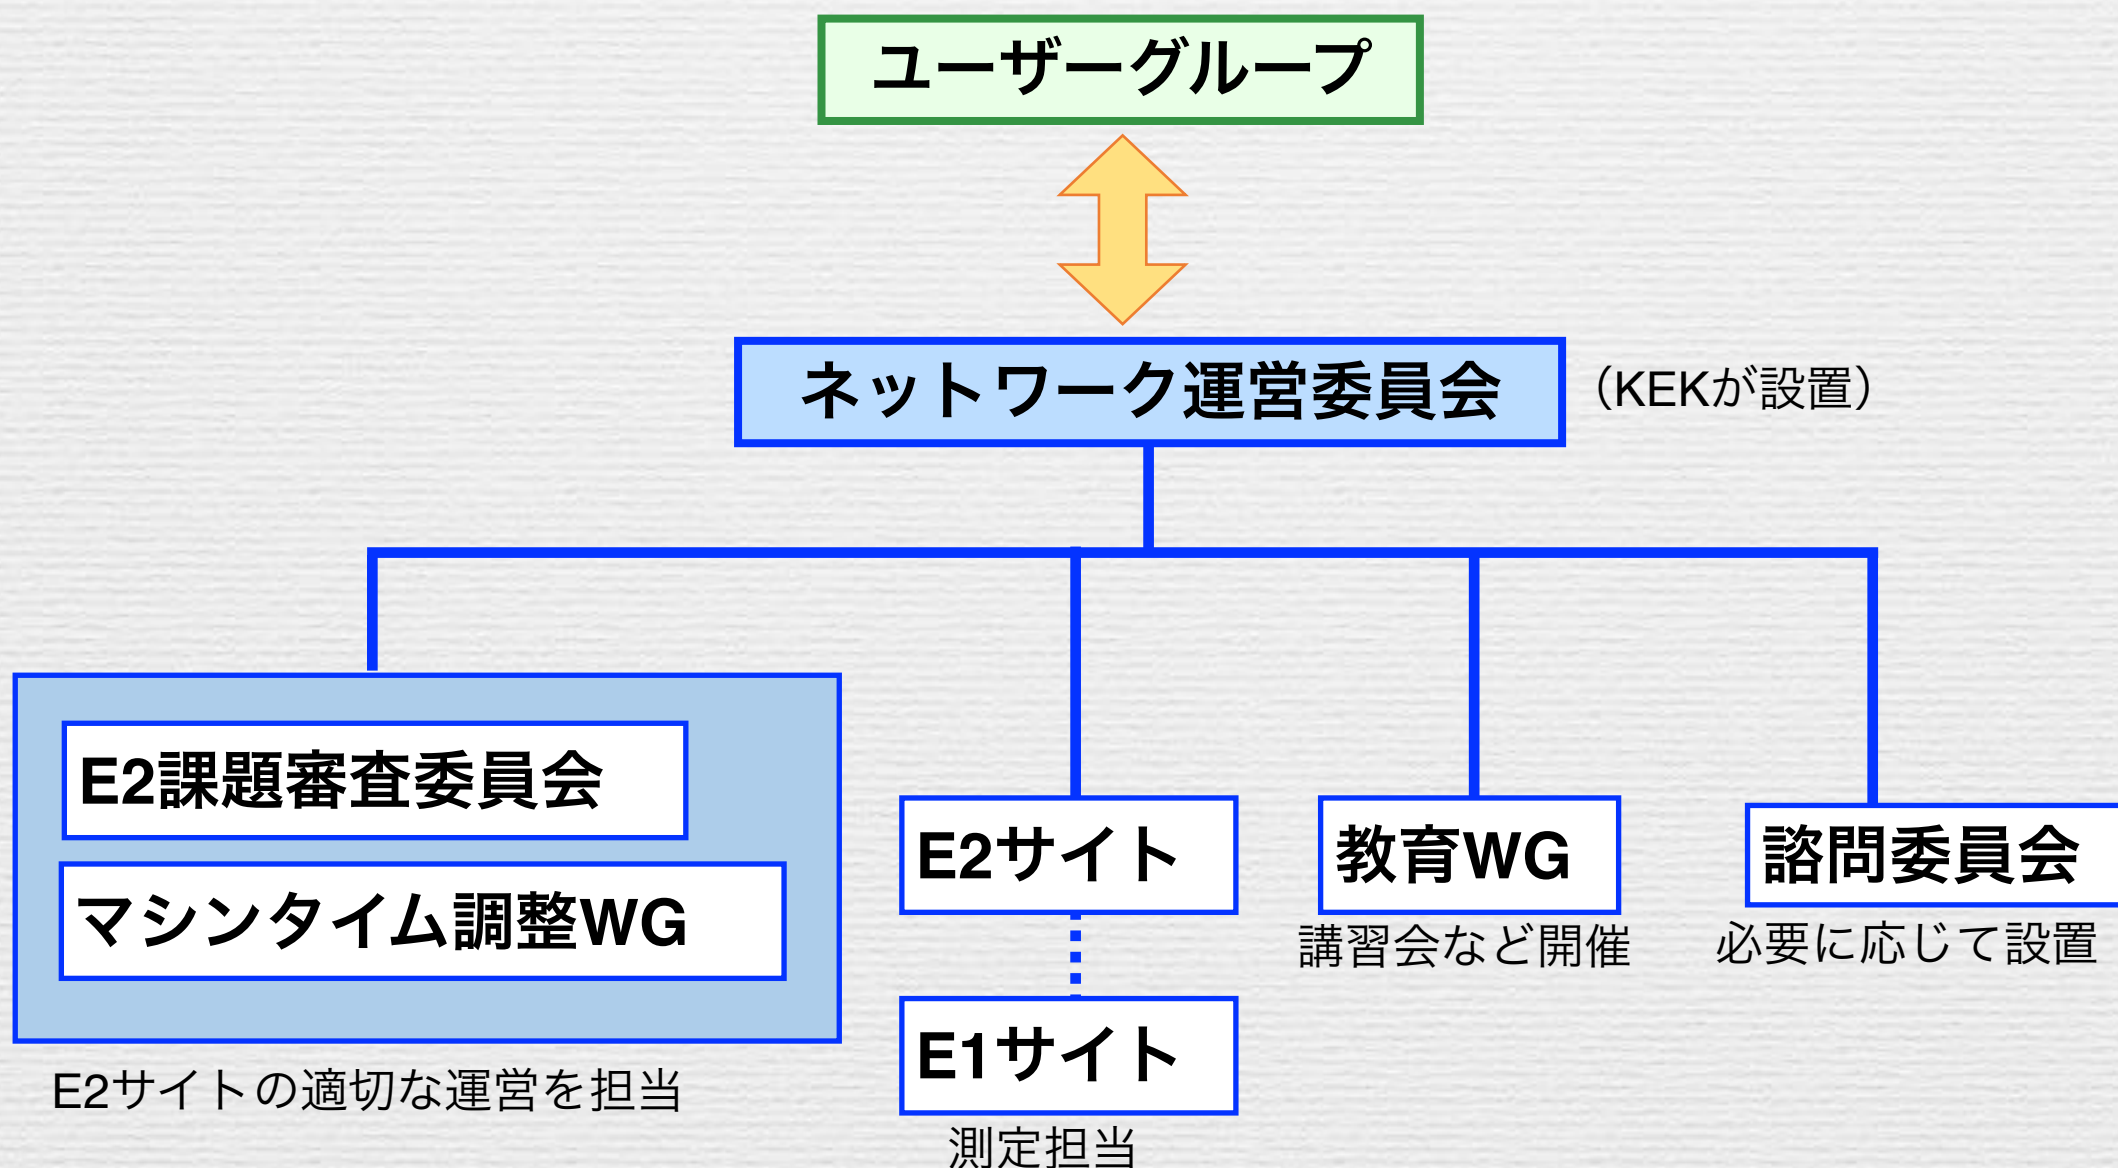 ユーザーグループ
ネットワーク運営委員会
（KEKが設置）
E2課題審査委員会
マシンタイム調整WG
E2サイトの適切な運営を担当
E2サイト
E1サイト
測定担当
教育WG
講習会など開催
諮問委員会
必要に応じて設置